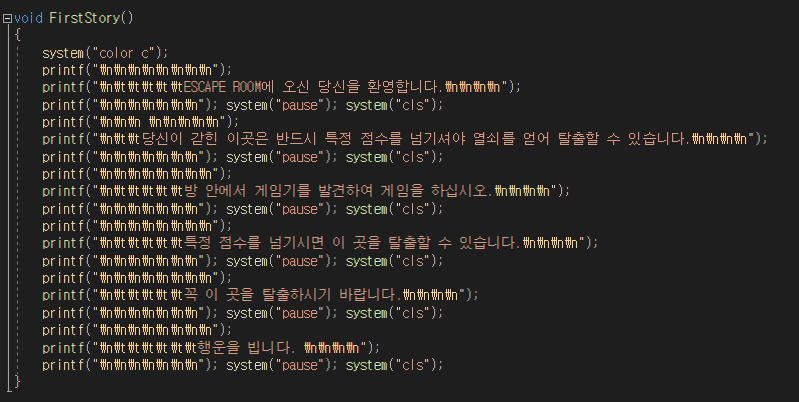 void FirstStory()
{
system("color c");
printf("₩n₩n₩n₩n₩n₩n₩n₩n");
printf("₩n₩t₩t₩t₩t₩tESCAPE ROOM에 오신 당신을 환영합니다.₩n₩n₩n₩n");
printf("₩n₩n₩n₩n₩n₩n₩n"); system("pause"); system("cls");
printf("₩n₩n₩n ₩n₩n₩n₩n₩n");
printf("₩n₩t₩t당신이 갇힌 이곳은 반드시 특정 점수를 넘기셔야 열쇠를 얻어 탈출할 수 있습니다.₩n₩n₩n₩n");
printf("₩n₩n₩n₩n₩n₩n₩n"); system("pause"); system("cls");
printf("₩n₩n₩n₩n₩n₩n₩n₩n");
printf("₩n₩t₩t₩t₩t₩t방 안에서 게임기를 발견하여 게임을 하십시오.₩n₩n₩n₩n");
printf("₩n₩n₩n₩n₩n₩n₩n"); system("pause"); system("cls");
printf("₩n₩n₩n₩n₩n₩n₩n₩n");
printf("₩n₩t₩t₩t₩t₩t특정 점수를 넘기시면 이 곳을 탈출할 수 있습니다.₩n₩n₩n₩n");
printf("₩n₩n₩n₩n₩n₩n₩n"); system("pause"); system("cls");
printf("₩n₩n₩n₩n₩n₩n₩n₩n");
printf("₩n₩t₩t₩t₩t₩t꼭 이 곳을 탈출하시기 바랍니다.₩n₩n₩n₩n");
printf("₩n₩n₩n₩n₩n₩n₩n"); system("pause"); system("cls");
printf("₩n₩n₩n₩n₩n₩n₩n₩n");
printf("₩n₩t₩t₩t₩t₩t₩t행운을 빕니다. ₩n₩n₩n₩n");
printf("₩n₩n₩n₩n₩n₩n₩n"); system("pause"); system("cls");
}